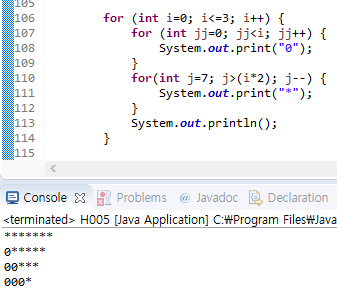 105
106 for (int i=0; i<=3; i++) {
107 for (int jj=0; jj<i; jj++) {
108 System.out.print("0");
109 }
110 for(int j=7; j>(i*2); j--) {
111 System.out.print("*");
112 }
113 System.out.println();
114 }
115
Console Problems Javadoc Declaration
<terminated> H005 [Java Application] C:₩Program Files₩Java
*******
0*****
00***
000*